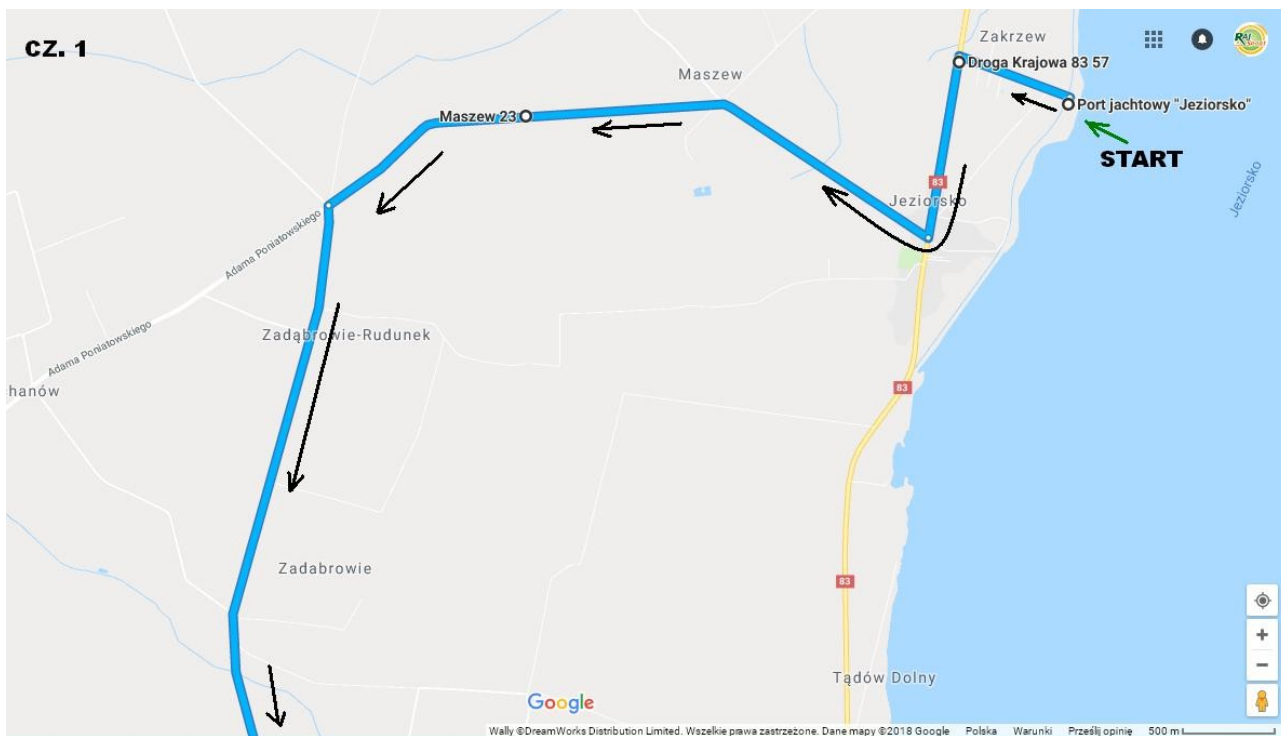 CZ. 1
Zakrzew
Droga Krajowa 83 57
Maszew
Port jachtowy "Jeziorsko"
Maszew 23
START
83
Jeziorsko
Jeziorsko
Adama Poniatowskiego
Zadąbrowie-Rudunek
Adama Poniatowskiego
hanów
83
Zadabrowie
83
Tądów Dolny
Google
Wally ©DreamWorks Distribution Limited. Wszelkie prawa zastrzeżone. Dane mapy ©2018 Google Polska Warunki Prześlij opinię 500 m